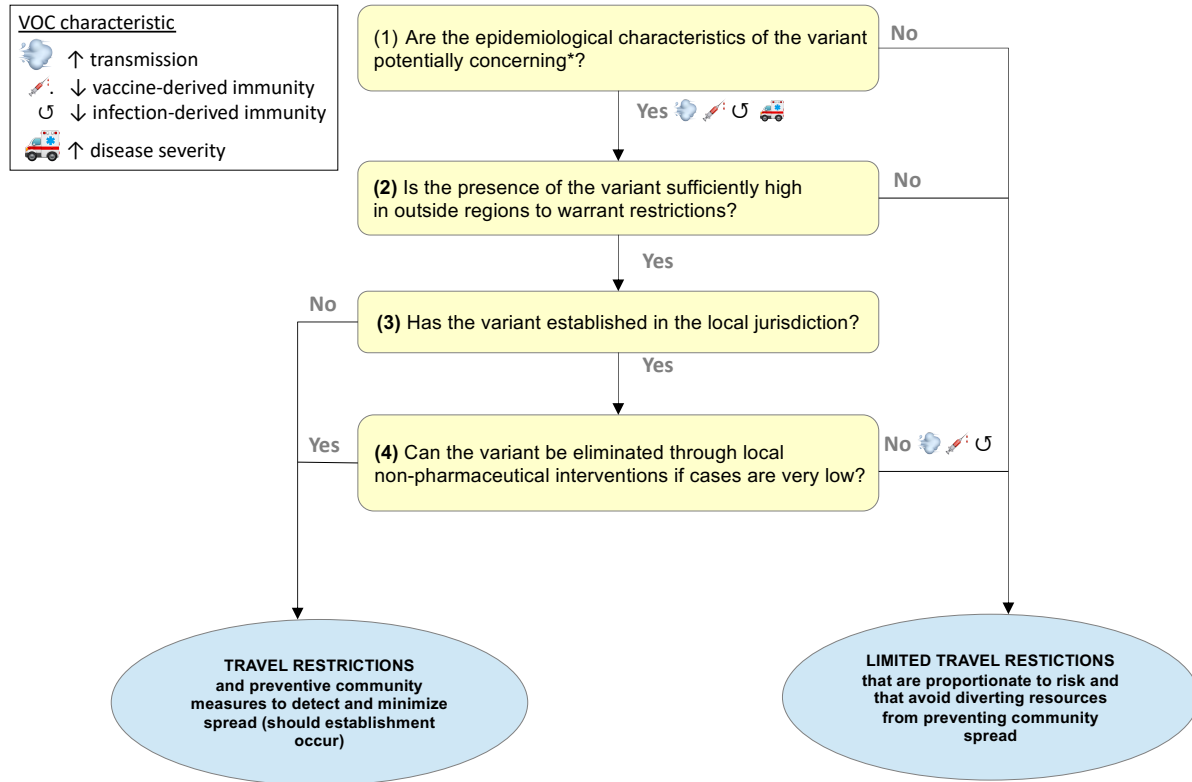 VOC characteristic
↑ transmission
. ↓ vaccine-derived immunity
↺ ↓ infection-derived immunity
↑ disease severity
(1) Are the epidemiological characteristics of the variant
potentially concerning*?
No
Yes ↺
(2) Is the presence of the variant sufficiently high
in outside regions to warrant restrictions?
No
Yes
No
(3) Has the variant established in the local jurisdiction?
Yes
Yes
(4) Can the variant be eliminated through local
non-pharmaceutical interventions if cases are very low?
No ↺
TRAVEL RESTRICTIONS
and preventive community
measures to detect and minimize
spread (should establishment
occur)
LIMITED TRAVEL RESTICTIONS
that are proportionate to risk and
that avoid diverting resources
from preventing community
spread